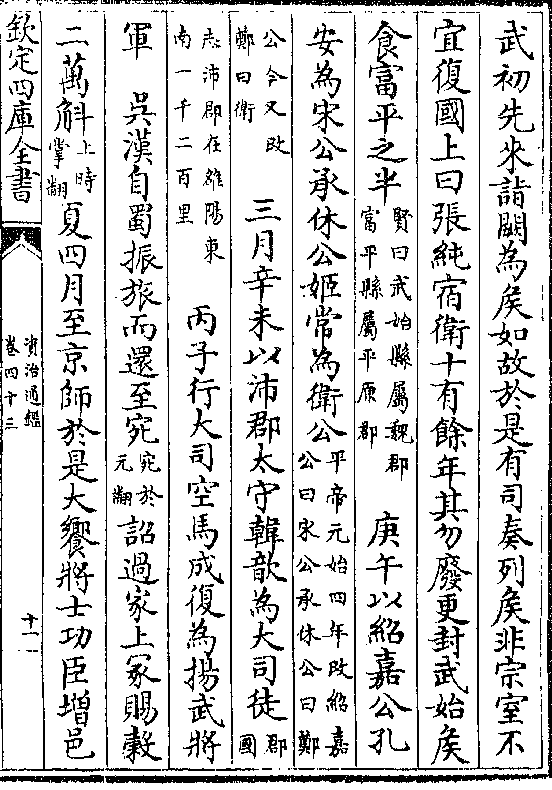 武初先来詣闕為矦如故於是有司奏列矦非宗室不
宜復國上曰張純宿衛十有餘年其勿廢更封武始矦
食富平之半賢曰武始縣屬魏郡富平縣屬平原郡 庚午以紹嘉公孔
安為宋公承休公姬常為衛公平帝元始四年改紹嘉公曰宋公承休公曰鄭
公今又改鄭曰衛 三月辛未以沛郡太守韓歆為大司徒郡國
志沛郡在雒陽東南一千二百里 丙子行大司空馬成復為揚武將
軍 吳漢自蜀振旅而還至宛宛於元翻詔過家上冢賜榖
二萬斛上時掌翻夏四月至京師於是大饗將士功臣增邑
欽定四庫全書
資治通鑑
卷四十三
十一